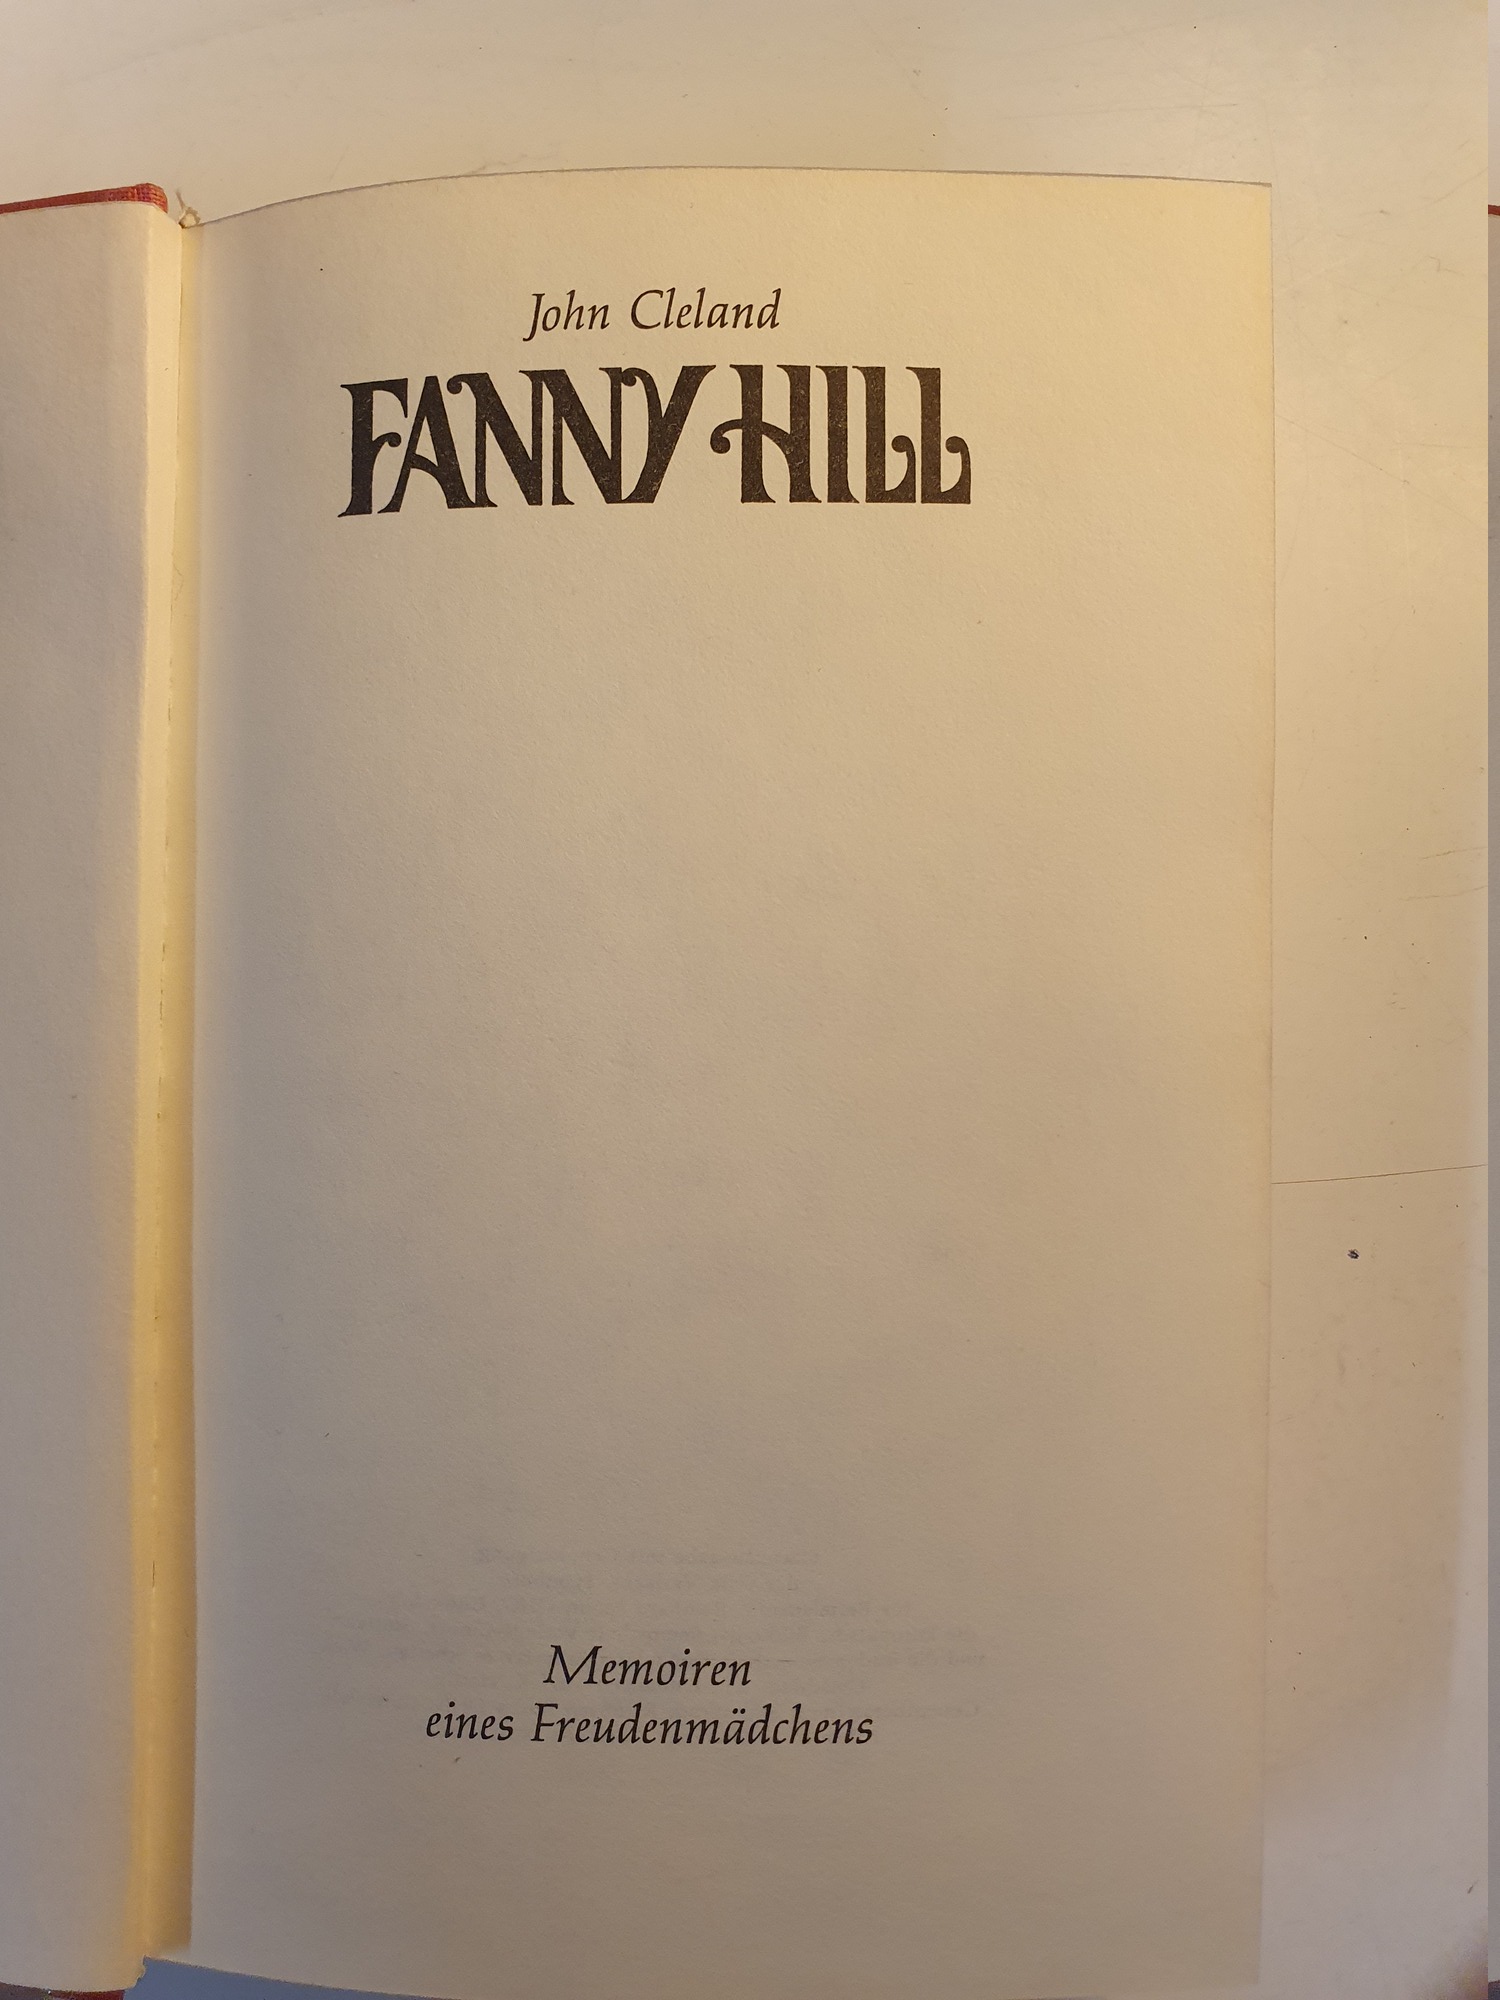 John Cleland
FANNY HILL
Memoiren
eines Freudenmädchens